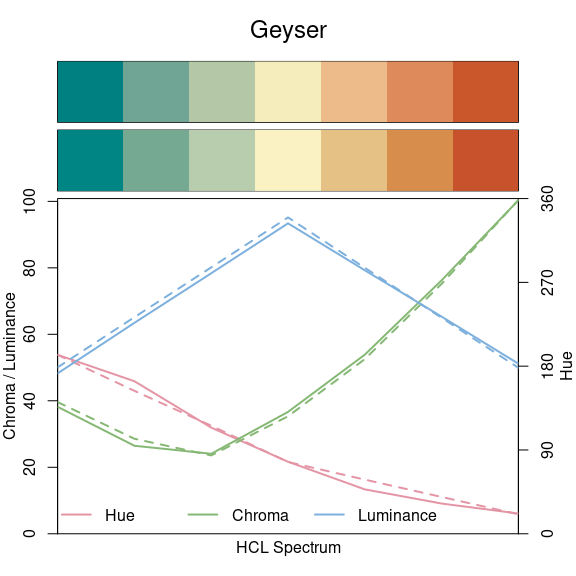 Geyser
100
80
60
40
20
0
Chroma / Luminance
360
270
180
90
0
Hue
Hue
Chroma
Luminance
HCL Spectrum